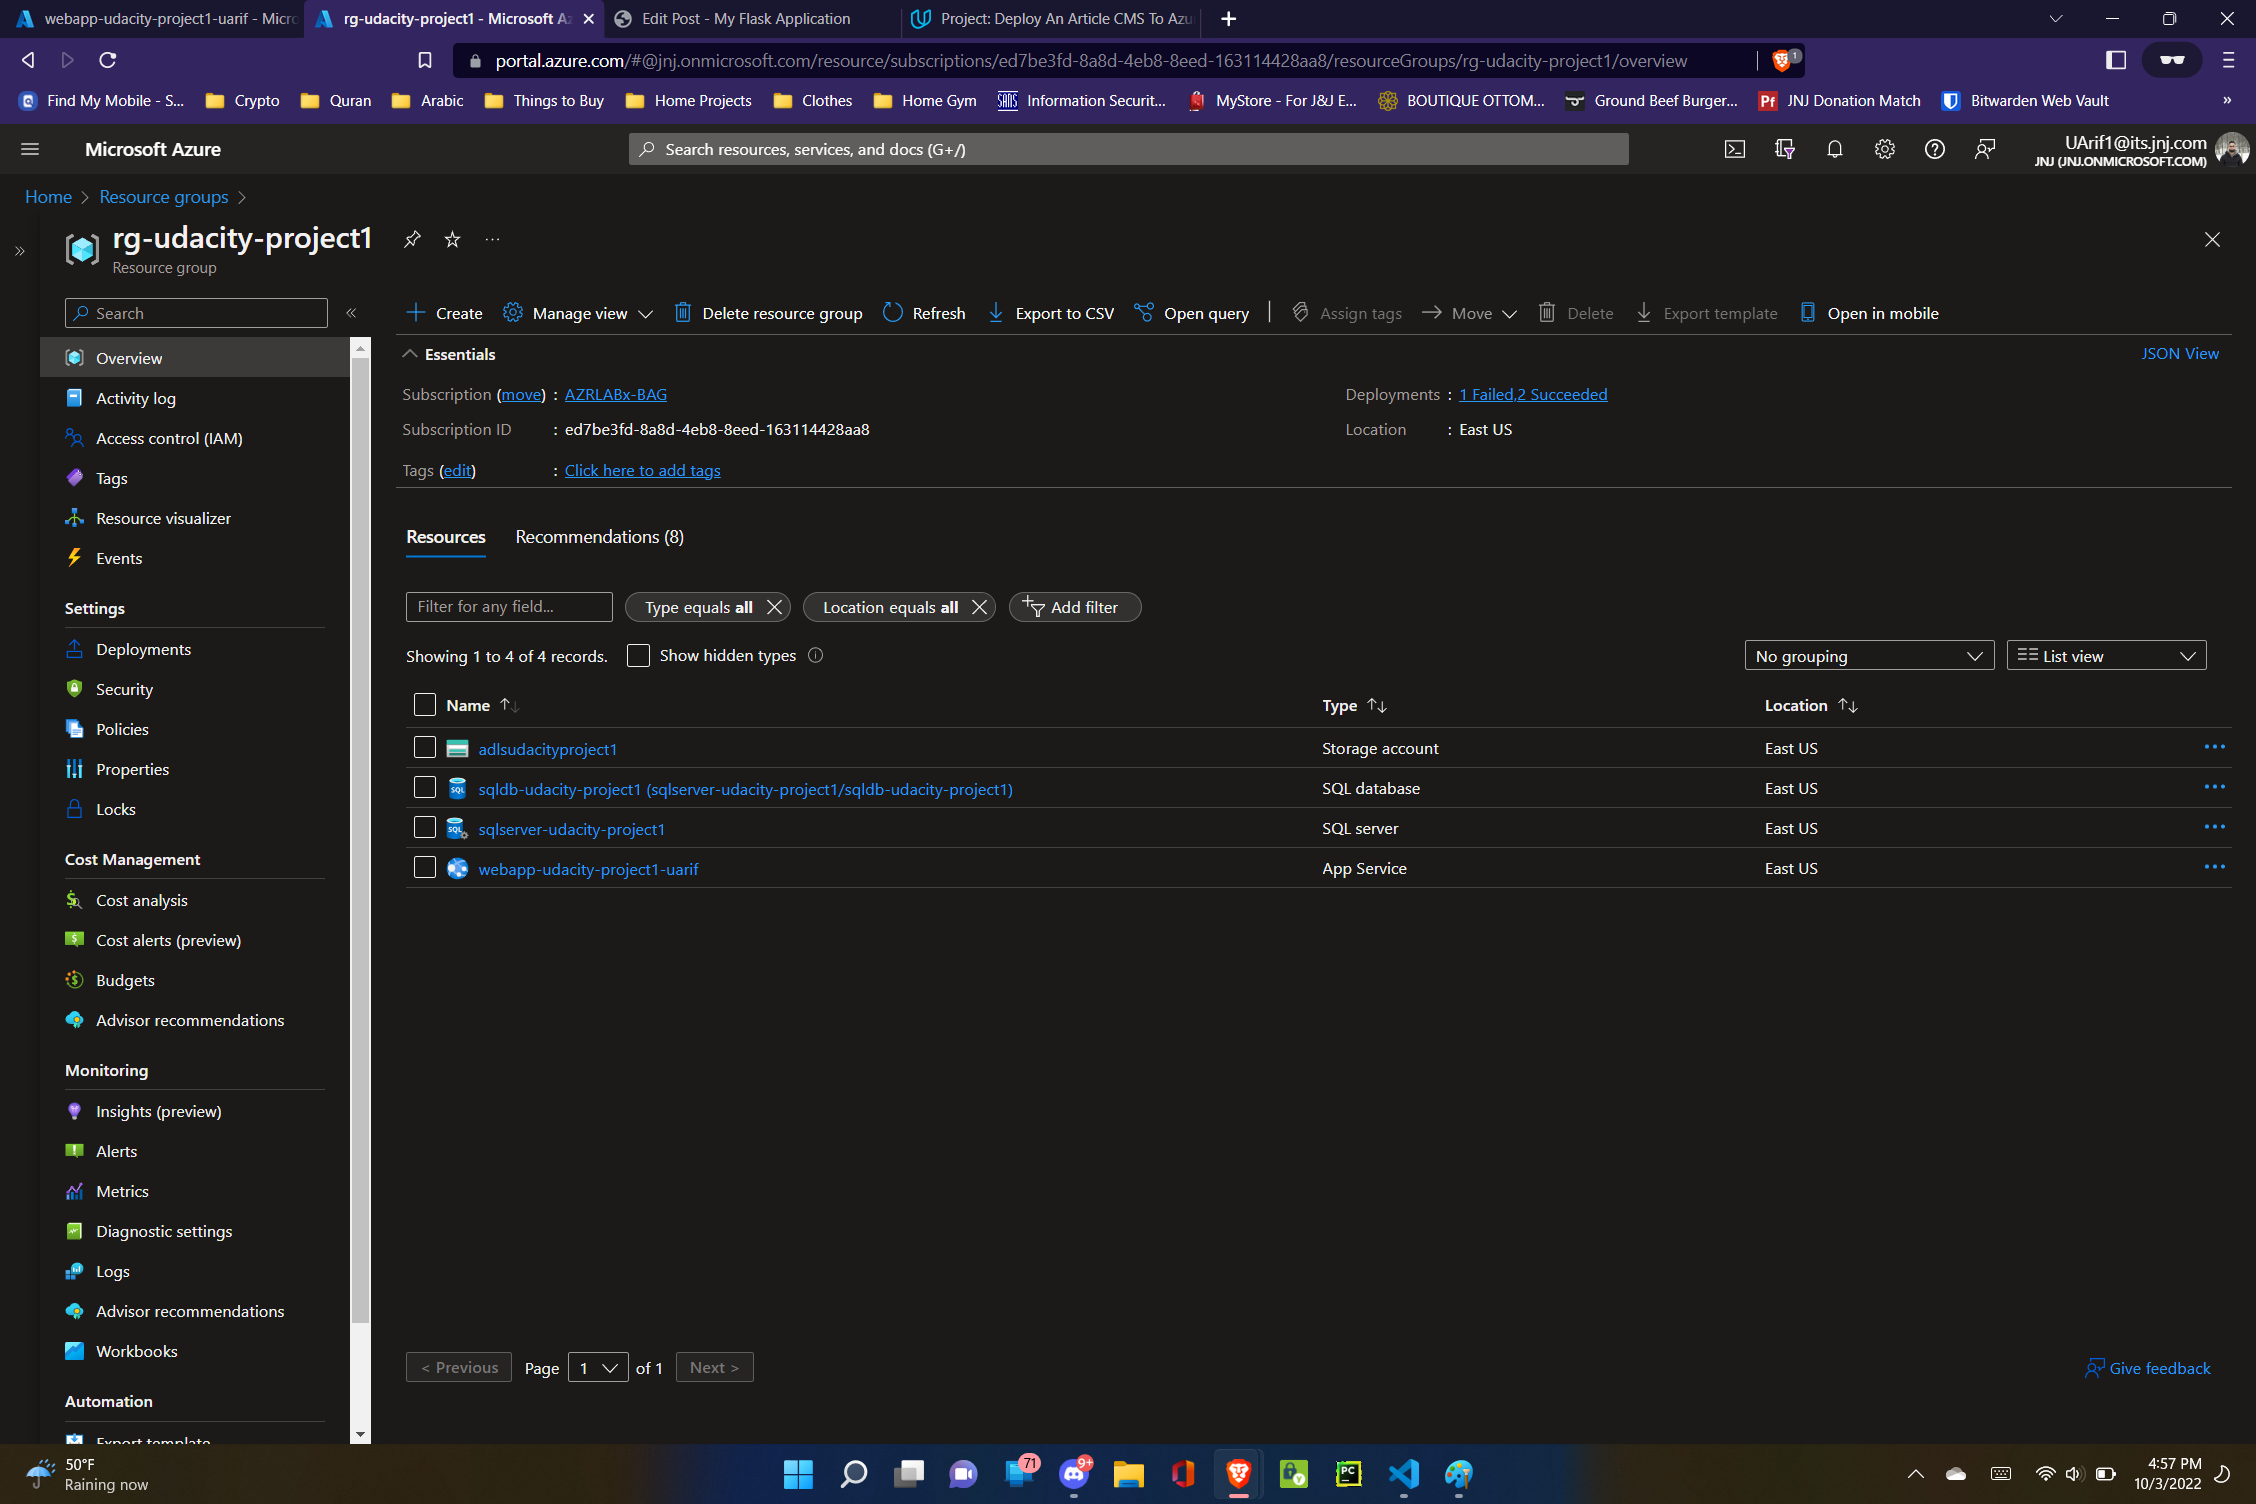 webapp-udacity-project1-uarif - Micro
rg-udacity-project1 - Microsoft Az
Edit Post - My Flask Application
Project: Deploy An Article CMS To Azu
portal.azure.com/#@jnj.onmicrosoft.com/resource/subscriptions/ed7be3fd-8a8d-4eb8-8eed-163114428aa8/resourceGroups/rg-udacity-project1/overview
1
Find My Mobile - S...
Crypto
Quran
Arabic
Things to Buy
Home Projects
Clothes
Home Gym
SANS
Information Securit...
MyStore - For J&J E...
BOUTIQUE OTTOM...
Ground Beef Burger...
Pf
JNJ Donation Match
Bitwarden Web Vault
»
Microsoft Azure
Search resources, services, and docs (G+/)
UArif1@its.jnj.com
JNJ (JNJ.ONMICROSOFT.COM)
Home > Resource groups >
rg-udacity-project1
Resource group
Search
Create
Manage view
Delete resource group
Refresh
Export to CSV
Open query
Assign tags
Move
Delete
Export template
Open in mobile
Overview
Activity log
Access control (IAM)
Tags
Resource visualizer
Events
Settings
Deployments
Security
Policies
Properties
Locks
Cost Management
Cost analysis
Cost alerts (preview)
Budgets
Advisor recommendations
Monitoring
Insights (preview)
Alerts
Metrics
Diagnostic settings
Logs
Advisor recommendations
Workbooks
Automation
Export template
Essentials
JSON View
Subscription (move) : AZRLABx-BAG
Deployments : 1 Failed,2 Succeeded
Subscription ID : ed7be3fd-8a8d-4eb8-8eed-163114428aa8
Location : East US
Tags (edit) : Click here to add tags
Resources
Recommendations (8)
Filter for any field...
Type equals all
Location equals all
Add filter
Showing 1 to 4 of 4 records.
Show hidden types
No grouping
List view
Name
Type
Location
adlsudacityproject1
Storage account
East US
sqldb-udacity-project1 (sqlserver-udacity-project1/sqldb-udacity-project1)
SQL database
East US
sqlserver-udacity-project1
SQL server
East US
webapp-udacity-project1-uarif
App Service
East US
< Previous
Page 1 of 1
Next >
Give feedback
50°F
Raining now
71
9+
PC
4:57 PM
10/3/2022